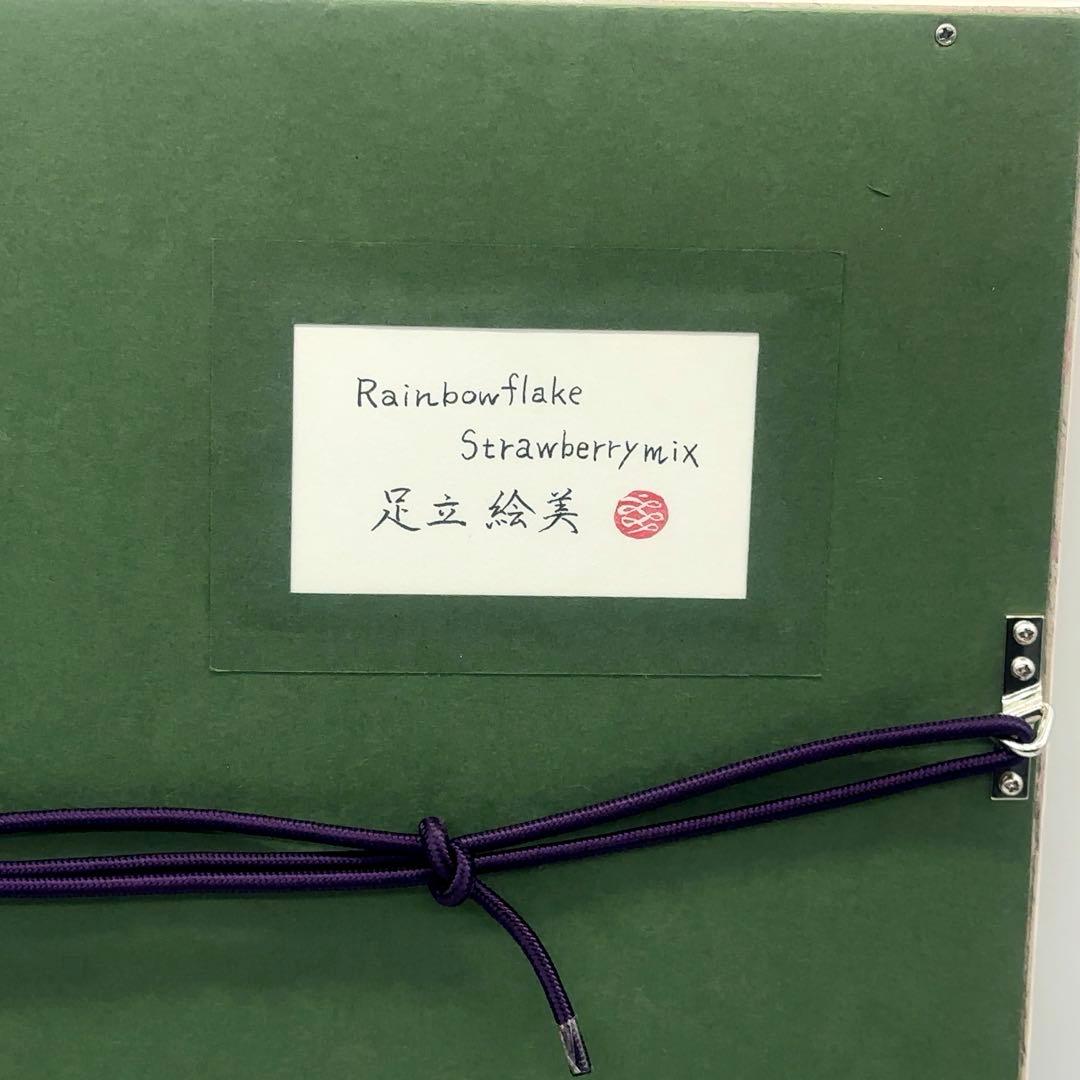 Rainbowflake
Strawberrymix
足立 絵美